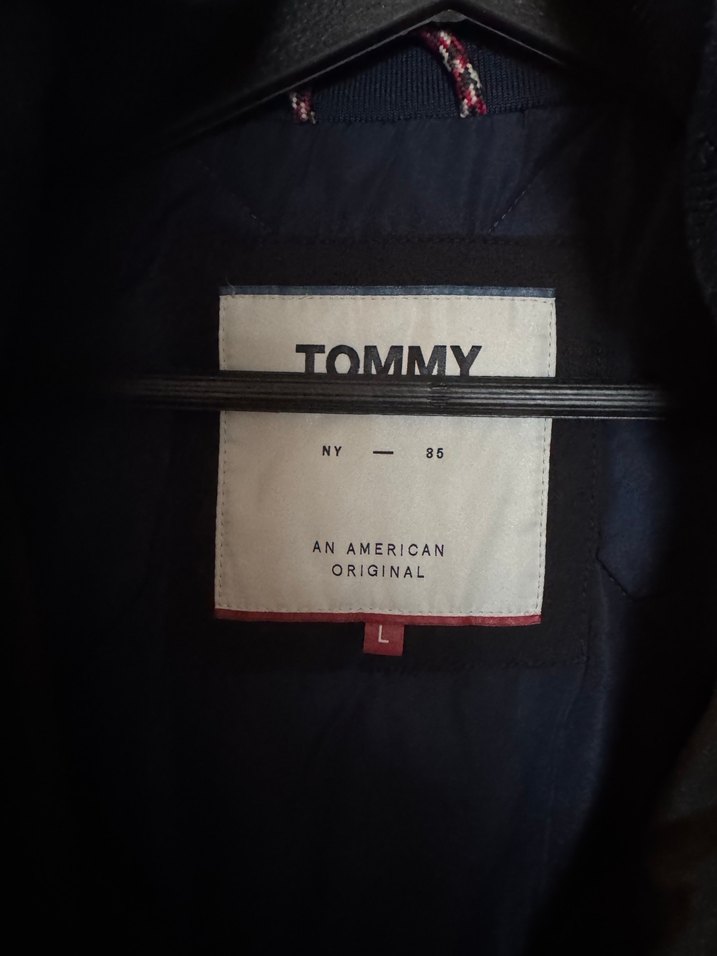 TOMMY
NY — 85
AN AMERICAN
ORIGINAL
L